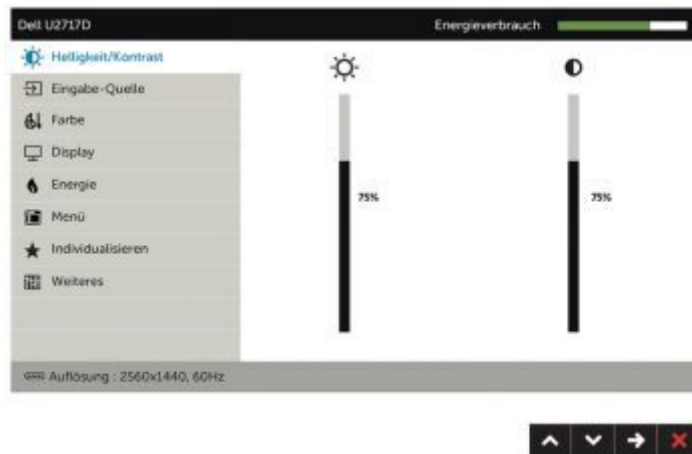 Dell U2717D
Energieverbrauch
Helligkeit/Kontrast
Eingabe-Quelle
Farbe
Display
Energie
Menü
Individualisieren
Weiteres
75%
75%
Auflösung : 2560x1440, 60Hz